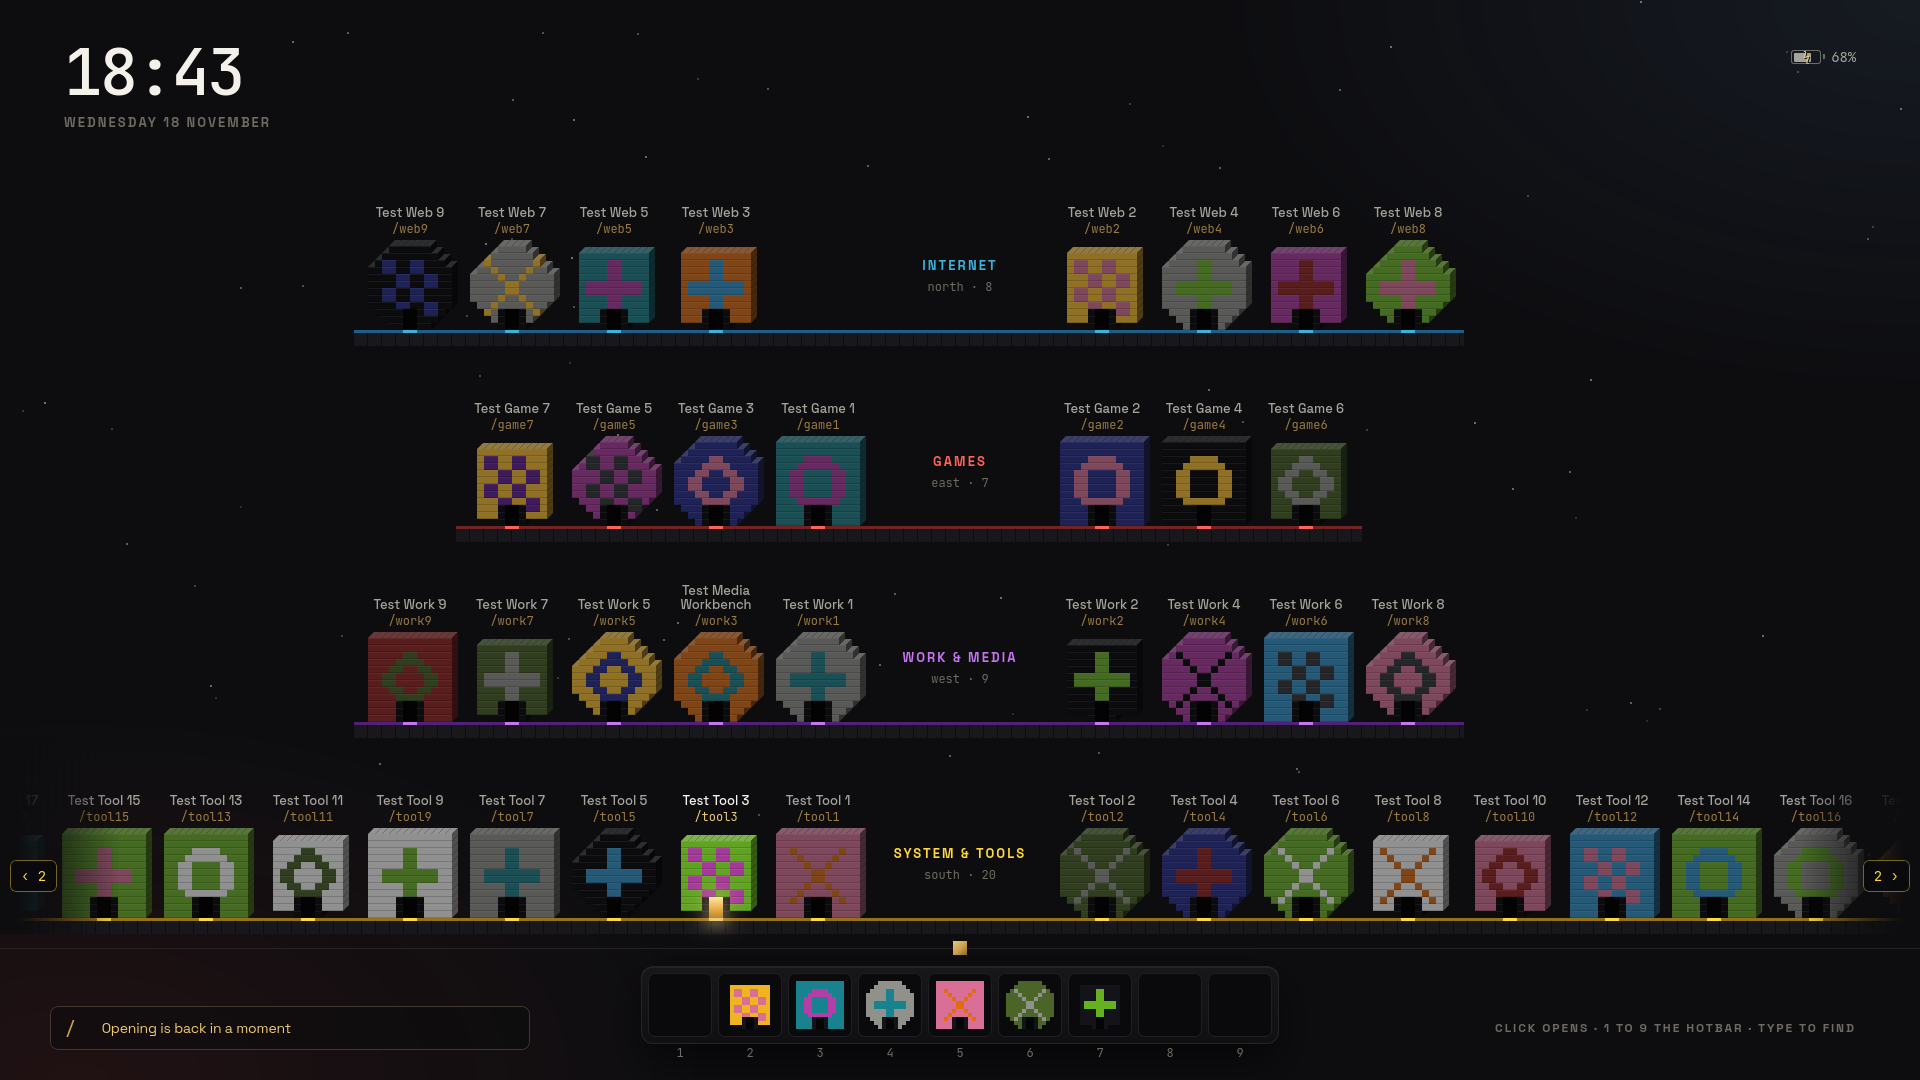 18:43
WEDNESDAY 18 NOVEMBER
68%
Test Web 9
/web9
Test Web 7
/web7
Test Web 5
/web5
Test Web 3
/web3
INTERNET
north · 8
Test Web 2
/web2
Test Web 4
/web4
Test Web 6
/web6
Test Web 8
/web8
Test Game 7
/game7
Test Game 5
/game5
Test Game 3
/game3
Test Game 1
/game1
GAMES
east · 7
Test Game 2
/game2
Test Game 4
/game4
Test Game 6
/game6
Test Work 9
/work9
Test Work 7
/work7
Test Work 5
/work5
Test Media
Workbench
/work3
Test Work 1
/work1
WORK & MEDIA
west · 9
Test Work 2
/work2
Test Work 4
/work4
Test Work 6
/work6
Test Work 8
/work8
17
Test Tool 15
/tool15
Test Tool 13
/tool13
Test Tool 11
/tool11
Test Tool 9
/tool9
Test Tool 7
/tool7
Test Tool 5
/tool5
Test Tool 3
/tool3
Test Tool 1
/tool1
SYSTEM & TOOLS
south · 20
Test Tool 2
/tool2
Test Tool 4
/tool4
Test Tool 6
/tool6
Test Tool 8
/tool8
Test Tool 10
/tool10
Test Tool 12
/tool12
Test Tool 14
/tool14
Test Tool 16
/tool16
‹ 2
2 ›
/ Opening is back in a moment
1 2 3 4 5 6 7 8 9
CLICK OPENS · 1 TO 9 THE HOTBAR · TYPE TO FIND